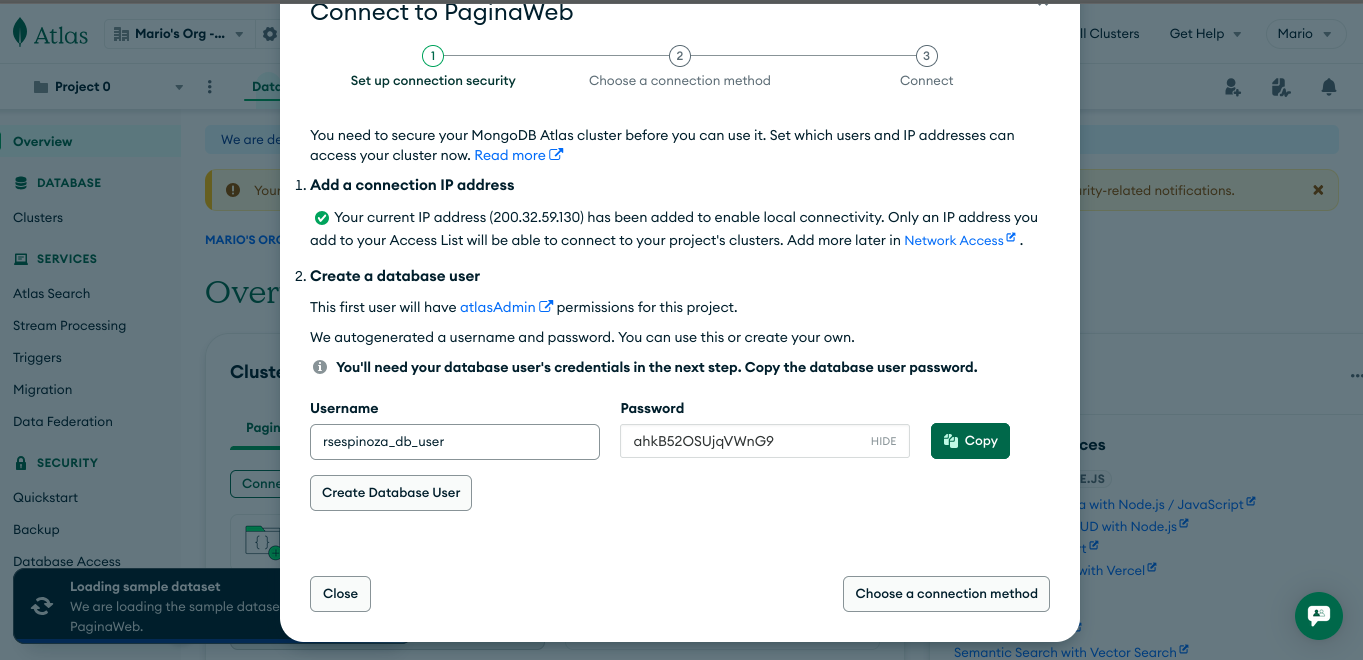 Connect to PaginaWeb
Atlas
Mario's Org -...
ll Clusters
Get Help
Mario
1
2
3
Set up connection security
Choose a connection method
Connect
Project 0
Data
You need to secure your MongoDB Atlas cluster before you can use it. Set which users and IP addresses can
access your cluster now. Read more
Overview
We are de
DATABASE
Your
rity-related notifications.
Clusters
1. Add a connection IP address
Your current IP address (200.32.59.130) has been added to enable local connectivity. Only an IP address you
add to your Access List will be able to connect to your project's clusters. Add more later in Network Access .
MARIO'S ORG
SERVICES
Atlas Search
Stream Processing
Triggers
Migration
Data Federation
Over
2. Create a database user
This first user will have atlasAdmin permissions for this project.
We autogenerated a username and password. You can use this or create your own.
You'll need your database user's credentials in the next step. Copy the database user password.
Cluste
Username
Password
rsespinoza_db_user
ahkB52OSUjqVWnG9
HIDE
Copy
Create Database User
Pagin
Conne
SECURITY
Quickstart
Backup
Database Access
ces
E.JS
a with Node.js / JavaScript
UD with Node.js
rt
with Vercel
Semantic Search with Vector Search
Loading sample dataset
We are loading the sample datase
PaginaWeb.
Close
Choose a connection method